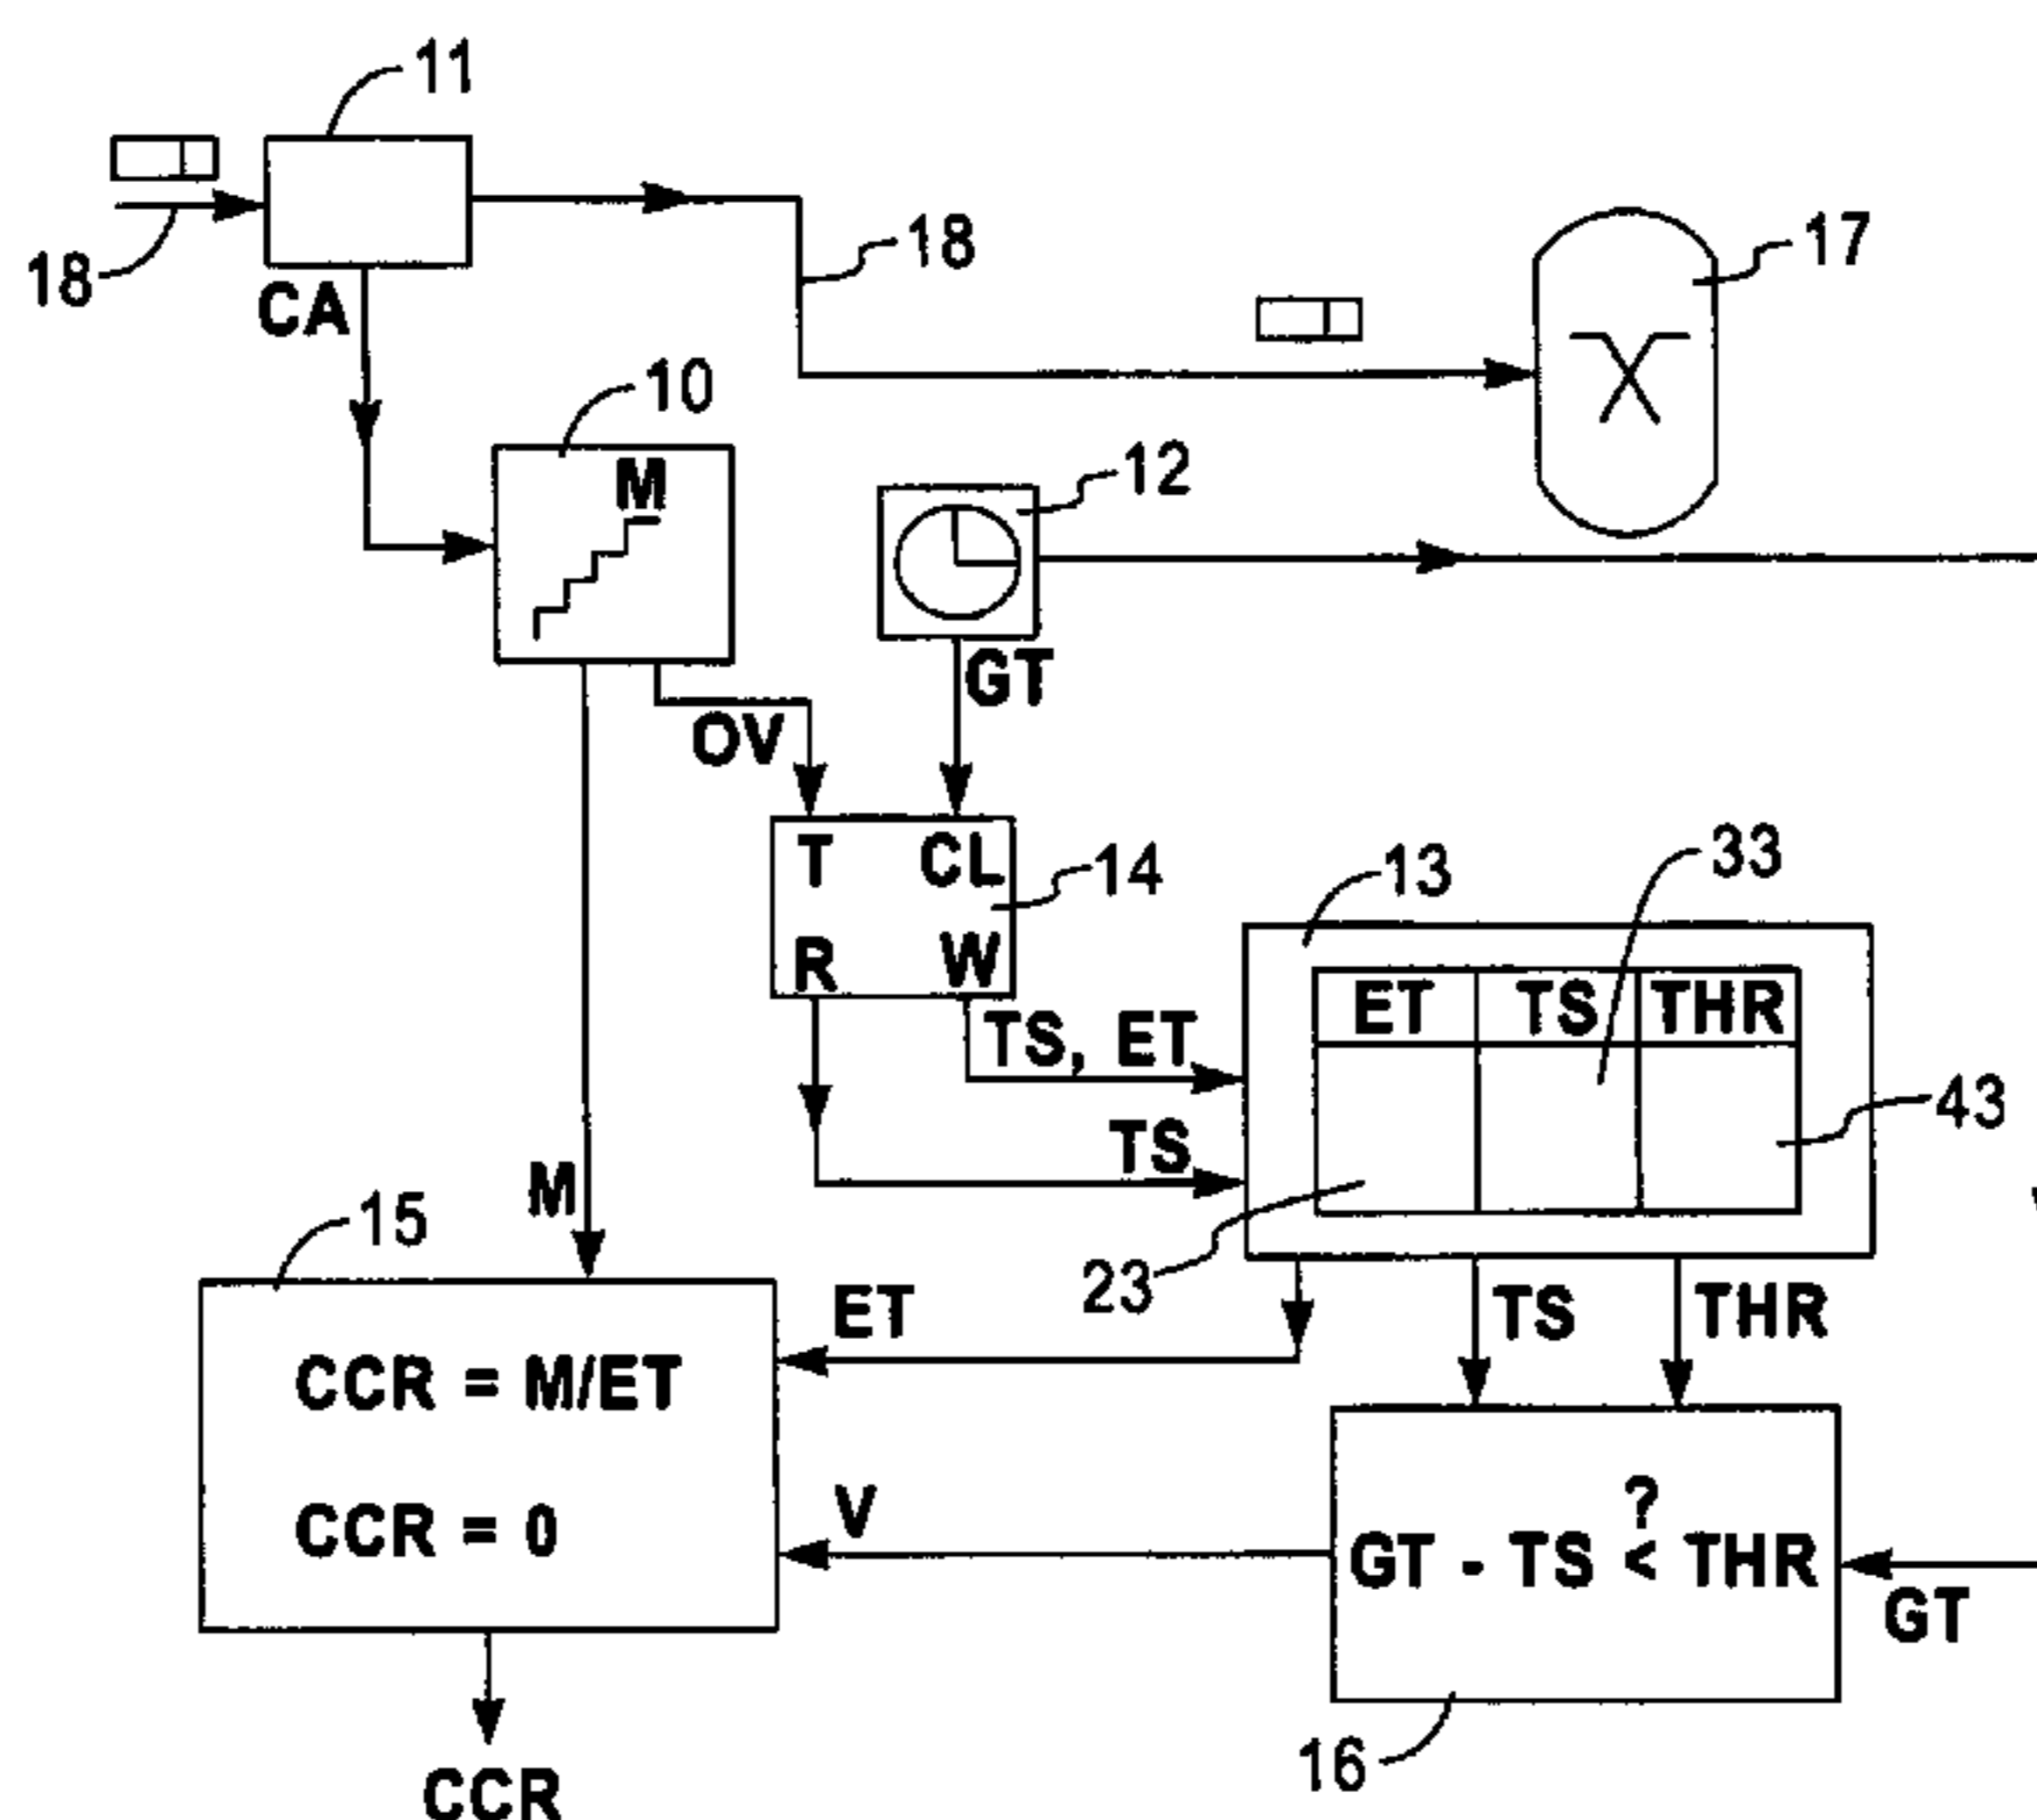 11
18
CA
18
17
10
M
12
GT
OV
T CL
R W
14
13
33
ET TS THR
TS, ET
TS
43
23
M
15
ET
TS
THR
CCR = M/ET
CCR = 0
V
?
GT - TS < THR
GT
16
CCR